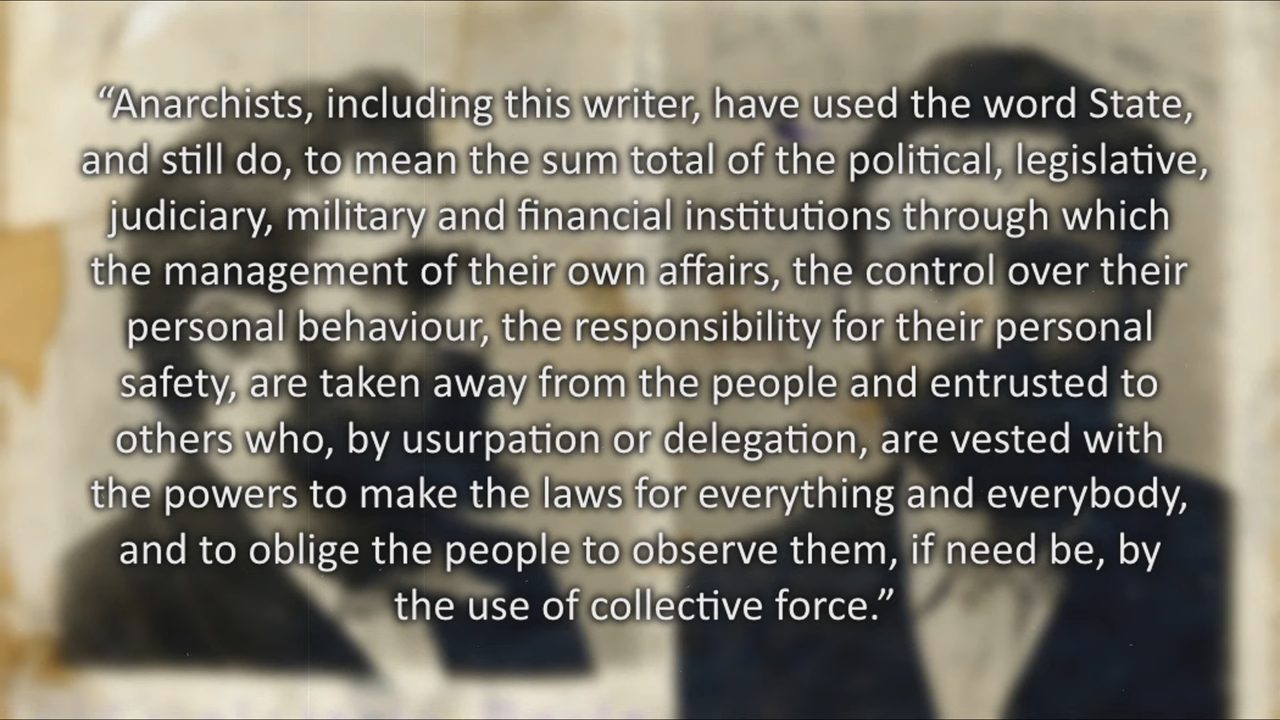 “Anarchists, including this writer, have used the word State,
and still do, to mean the sum total of the political, legislative,
judiciary, military and financial institutions through which
the management of their own affairs, the control over their
personal behaviour, the responsibility for their personal
safety, are taken away from the people and entrusted to
others who, by usurpation or delegation, are vested with
the powers to make the laws for everything and everybody,
and to oblige the people to observe them, if need be, by
the use of collective force.”